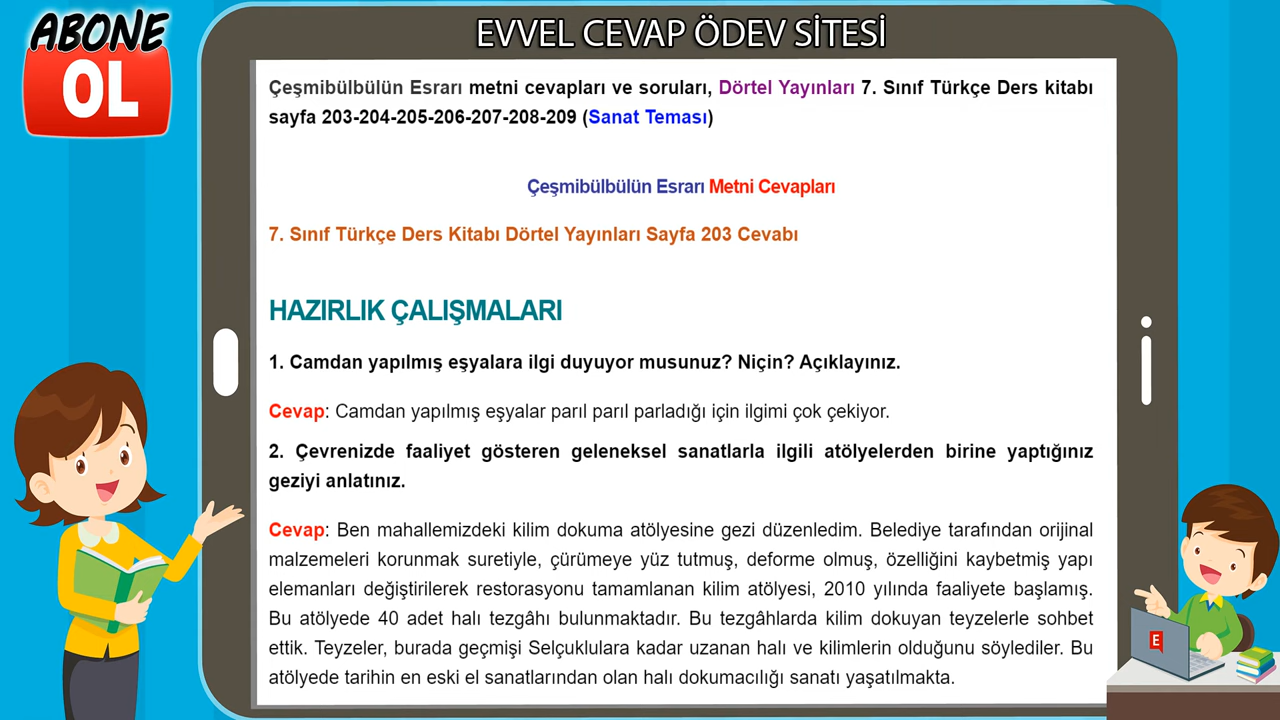 ABONE
OL
EVVEL CEVAP ÖDEV SİTESİ
Çeşmibülbülün Esrarı metni cevapları ve soruları, Dörtel Yayınları 7. Sınıf Türkçe Ders kitabı
sayfa 203-204-205-206-207-208-209 (Sanat Teması)
Çeşmibülbülün Esrarı Metni Cevapları
7. Sınıf Türkçe Ders Kitabı Dörtel Yayınları Sayfa 203 Cevabı
HAZIRLIK ÇALIŞMALARI
1. Camdan yapılmış eşyalara ilgi duyuyor musunuz? Niçin? Açıklayınız.
Cevap: Camdan yapılmış eşyalar parıl parıl parladığı için ilgimi çok çekiyor.
2. Çevrenizde faaliyet gösteren geleneksel sanatlarla ilgili atölyelerden birine yaptığınız
geziyi anlatınız.
Cevap: Ben mahallemizdeki kilim dokuma atölyesine gezi düzenledim. Belediye tarafından orijinal
malzemeleri korunmak suretiyle, çürümeye yüz tutmuş, deforme olmuş, özelliğini kaybetmiş yapı
elemanları değiştirilerek restorasyonu tamamlanan kilim atölyesi, 2010 yılında faaliyete başlamış.
Bu atölyede 40 adet halı tezgâhı bulunmaktadır. Bu tezgâhlarda kilim dokuyan teyzelerle sohbet
ettik. Teyzeler, burada geçmişi Selçuklulara kadar uzanan halı ve kilimlerin olduğunu söylediler. Bu
atölyede tarihin en eski el sanatlarından olan halı dokumacılığı sanatı yaşatılmakta.
E